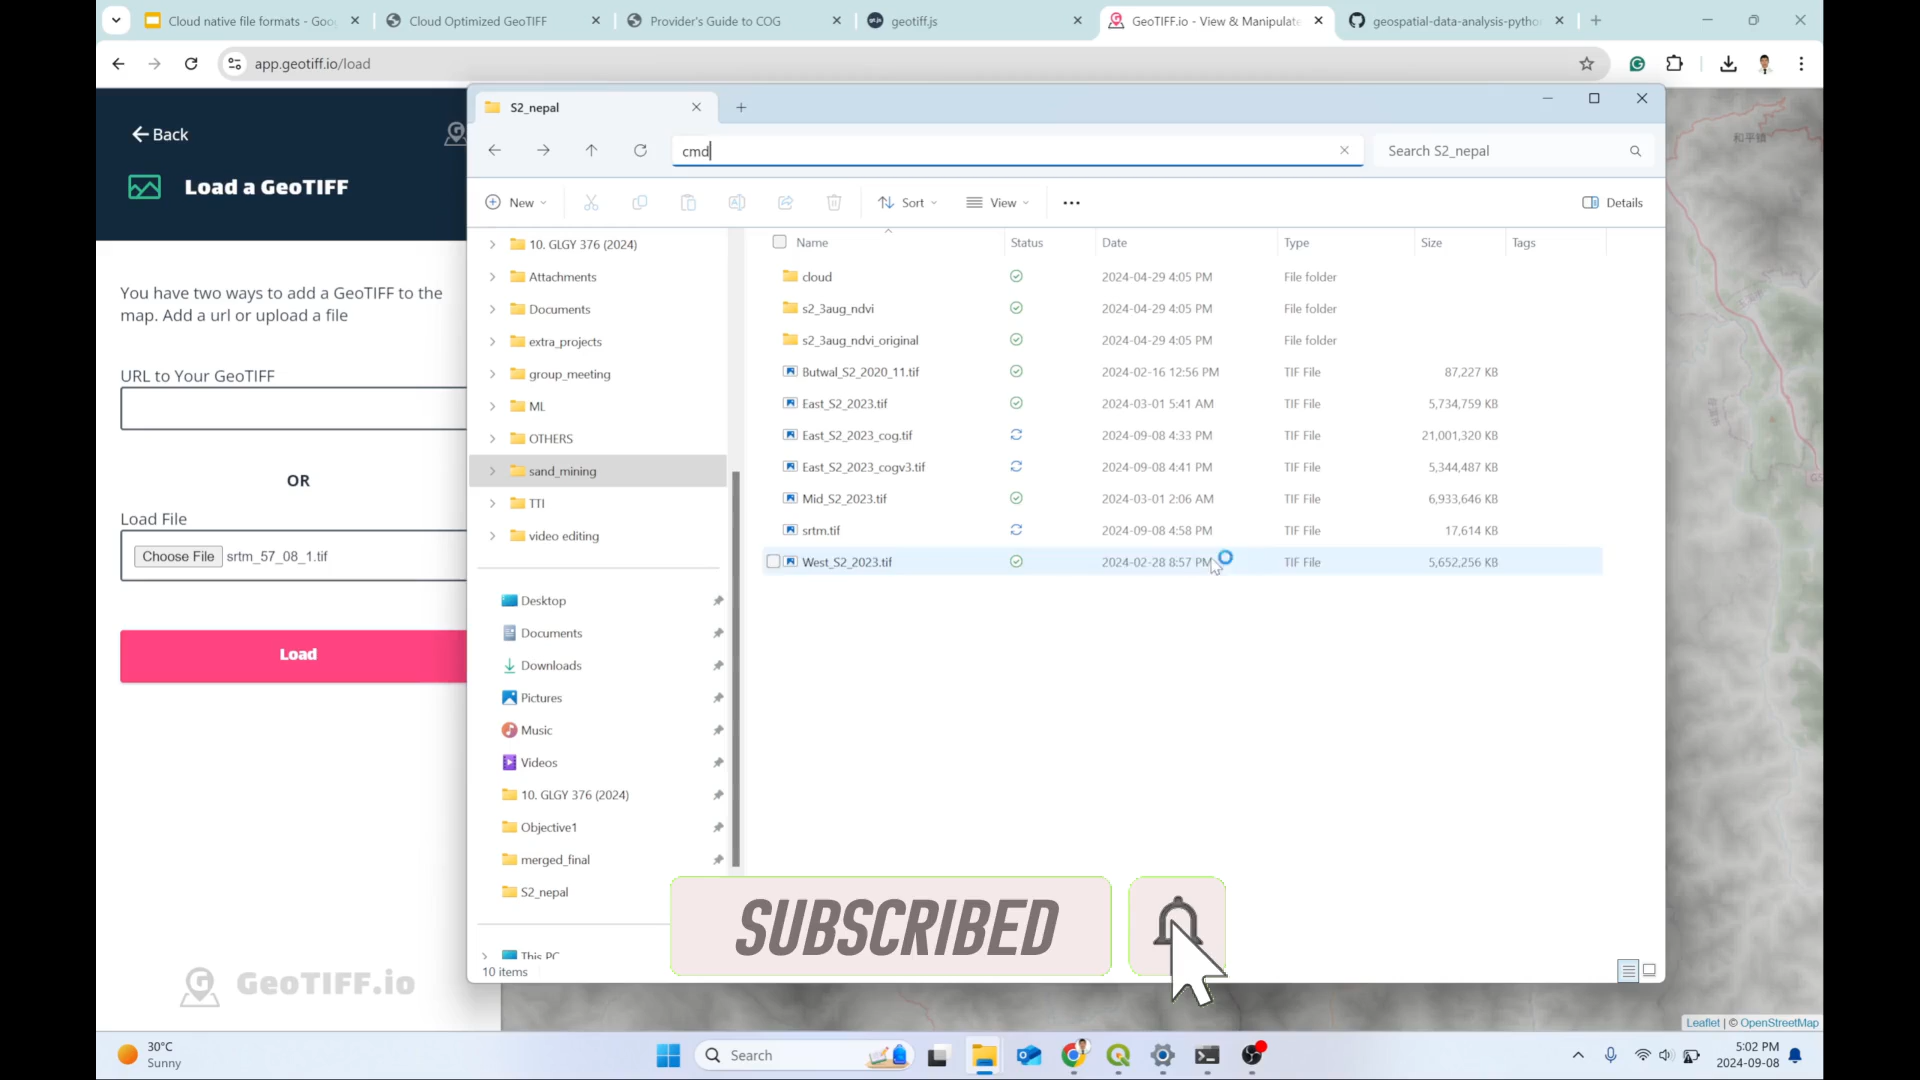 Cloud native file formats - Goo
Cloud Optimized GeoTIFF
Provider's Guide to COG
geotiff.js
GeoTIFF.io - View & Manipulate
geospatial-data-analysis-pytho
app.geotiff.io/load
Back
Load a GeoTIFF
You have two ways to add a GeoTIFF to the
map. Add a url or upload a file
URL to Your GeoTIFF
OR
Load File
Choose File srtm_57_08_1.tif
Load
GeoTIFF.io
S2_nepal
cmd
Search S2_nepal
New
Sort
View
Details
10. GLGY 376 (2024)
Attachments
Documents
extra_projects
group_meeting
ML
OTHERS
sand_mining
TTI
video editing
Desktop
Documents
Downloads
Pictures
Music
Videos
10. GLGY 376 (2024)
Objective1
merged_final
S2_nepal
This PC
10 items
Name Status Date Type Size Tags
cloud 2024-04-29 4:05 PM File folder
s2_3aug_ndvi 2024-04-29 4:05 PM File folder
s2_3aug_ndvi_original 2024-04-29 4:05 PM File folder
Butwal_S2_2020_11.tif 2024-02-16 12:56 PM TIF File 87,227 KB
East_S2_2023.tif 2024-03-01 5:41 AM TIF File 5,734,759 KB
East_S2_2023_cog.tif 2024-09-08 4:33 PM TIF File 21,001,320 KB
East_S2_2023_cogv3.tif 2024-09-08 4:41 PM TIF File 5,344,487 KB
Mid_S2_2023.tif 2024-03-01 2:06 AM TIF File 6,933,646 KB
srtm.tif 2024-09-08 4:58 PM TIF File 17,614 KB
West_S2_2023.tif 2024-02-28 8:57 PM TIF File 5,652,256 KB
SUBSCRIBED
和平镇
Leaflet | © OpenStreetMap
30°C
Sunny
Search
5:02 PM
2024-09-08